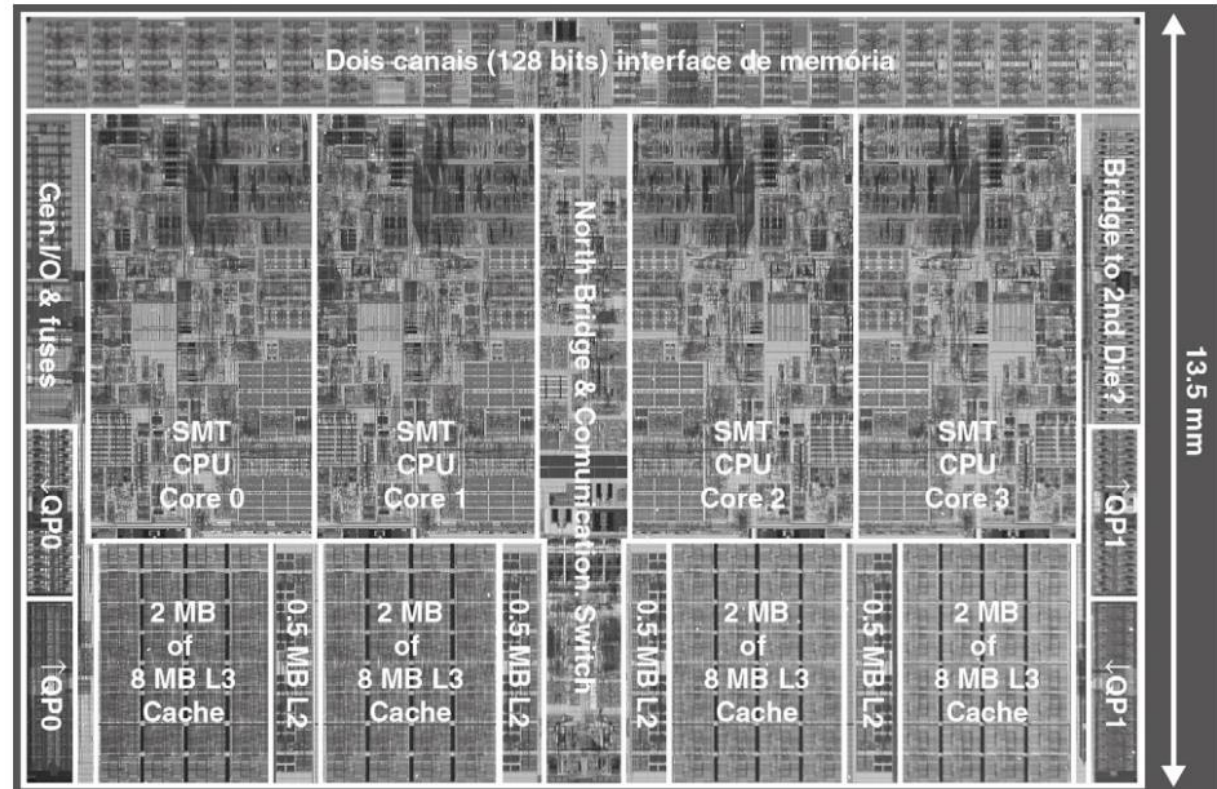 Dois canais (128 bits) interface de memória
Gen.I/O & fuses
SMT
CPU
Core 0
SMT
CPU
Core 1
North Bridge & Comunication. Switch
SMT
CPU
Core 2
SMT
CPU
Core 3
Bridge to 2nd Die?
13.5 mm
↓QP0
↑QP0
2 MB
of
8 MB L3
Cache
0.5 MB L2
2 MB
of
8 MB L3
Cache
0.5 MB L2
0.5 MB L2
2 MB
of
8 MB L3
Cache
0.5 MB L2
2 MB
of
8 MB L3
Cache
↑QP1
↓QP1